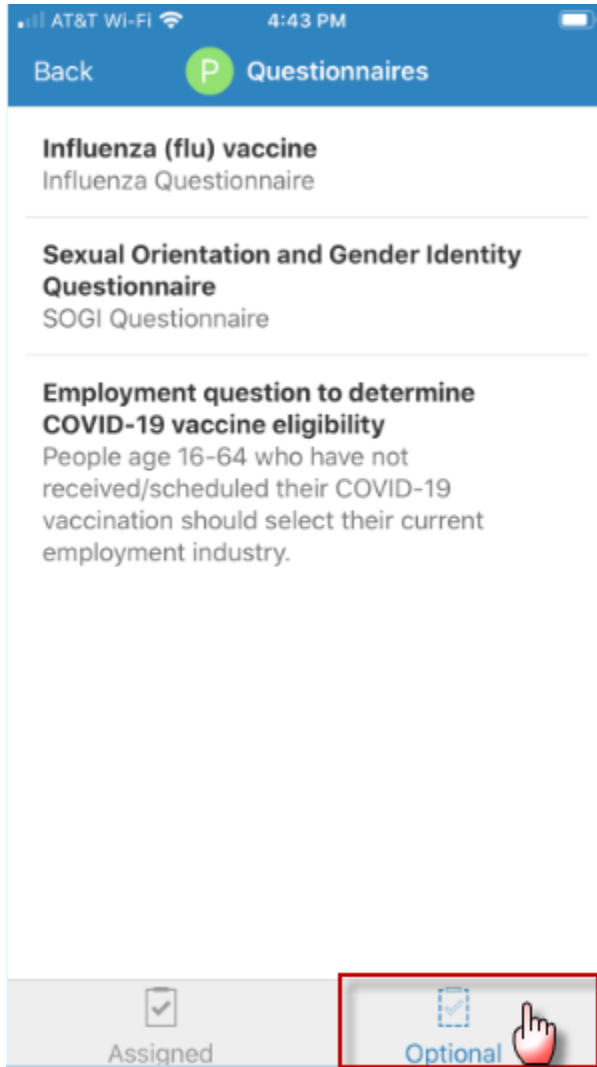 AT&T Wi-Fi 4:43 PM
Back P Questionnaires
Influenza (flu) vaccine
Influenza Questionnaire
Sexual Orientation and Gender Identity
Questionnaire
SOGI Questionnaire
Employment question to determine
COVID-19 vaccine eligibility
People age 16-64 who have not
received/scheduled their COVID-19
vaccination should select their current
employment industry.
Assigned Optional